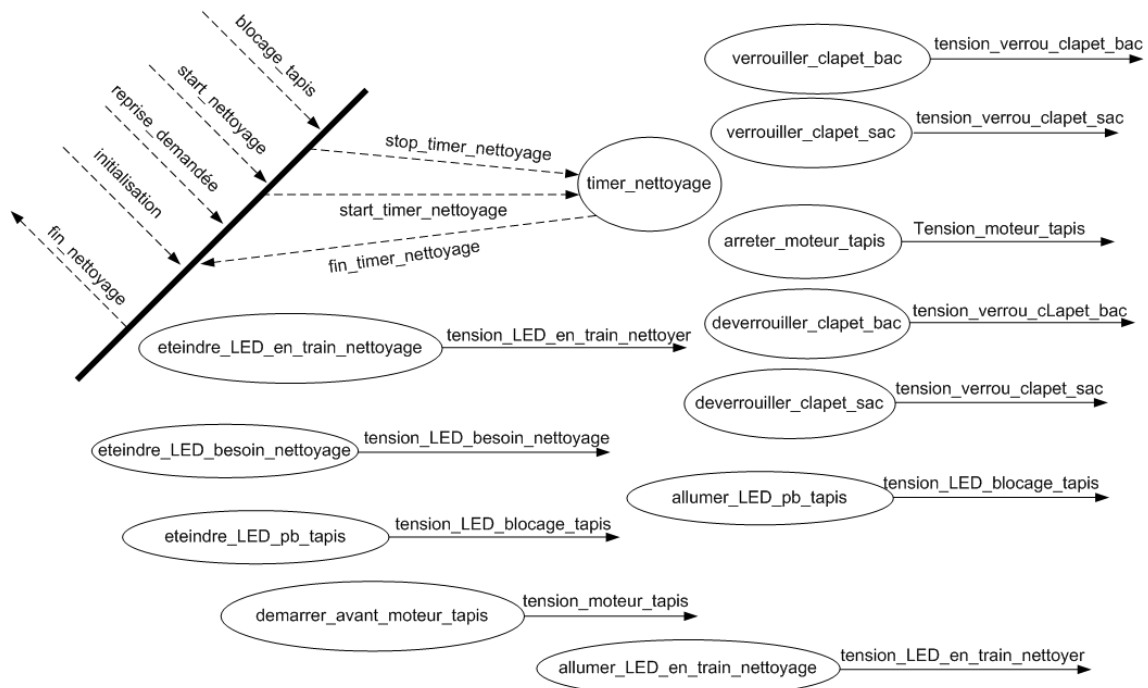 blocage_tapis
start_nettoyage
reprise_demandée
initialisation
fin_nettoyage
stop_timer_nettoyage
start_timer_nettoyage
fin_timer_nettoyage
timer_nettoyage
verrouiller_clapet_bac
tension_verrou_clapet_bac
verrouiller_clapet_sac
tension_verrou_clapet_sac
arreter_moteur_tapis
Tension_moteur_tapis
deverrouiller_clapet_bac
tension_verrou_cLapet_bac
eteindre_LED_en_train_nettoyage
tension_LED_en_train_nettoyer
deverrouiller_clapet_sac
tension_verrou_clapet_sac
eteindre_LED_besoin_nettoyage
tension_LED_besoin_nettoyage
allumer_LED_pb_tapis
tension_LED_blocage_tapis
eteindre_LED_pb_tapis
tension_LED_blocage_tapis
demarrer_avant_moteur_tapis
tension_moteur_tapis
allumer_LED_en_train_nettoyage
tension_LED_en_train_nettoyer